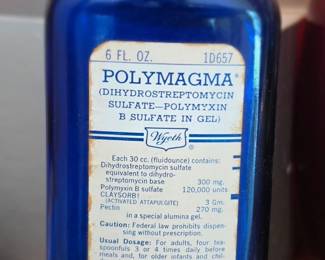 6 FL. OZ. 1D657
POLYMAGMA®
(DIHYDROSTREPTOMYCIN
SULFATE—POLYMYXIN
B SULFATE IN GEL)
Wyeth
Each 30 cc. (fluidounce) contains:
Dihydrostreptomycin sulfate
equivalent to dihydro-
streptomycin base 300 mg.
Polymyxin B sulfate 120,000 units
CLAYSORB†
(ACTIVATED ATTAPULGITE) 3 Gm.
Pectin 270 mg.
in a special alumina gel.
Caution: Federal law prohibits dispens-
ing without prescription.
Usual Dosage: For adults, four tea-
spoonfuls 3 or 4 times daily before
meals and, for older infants and chil-